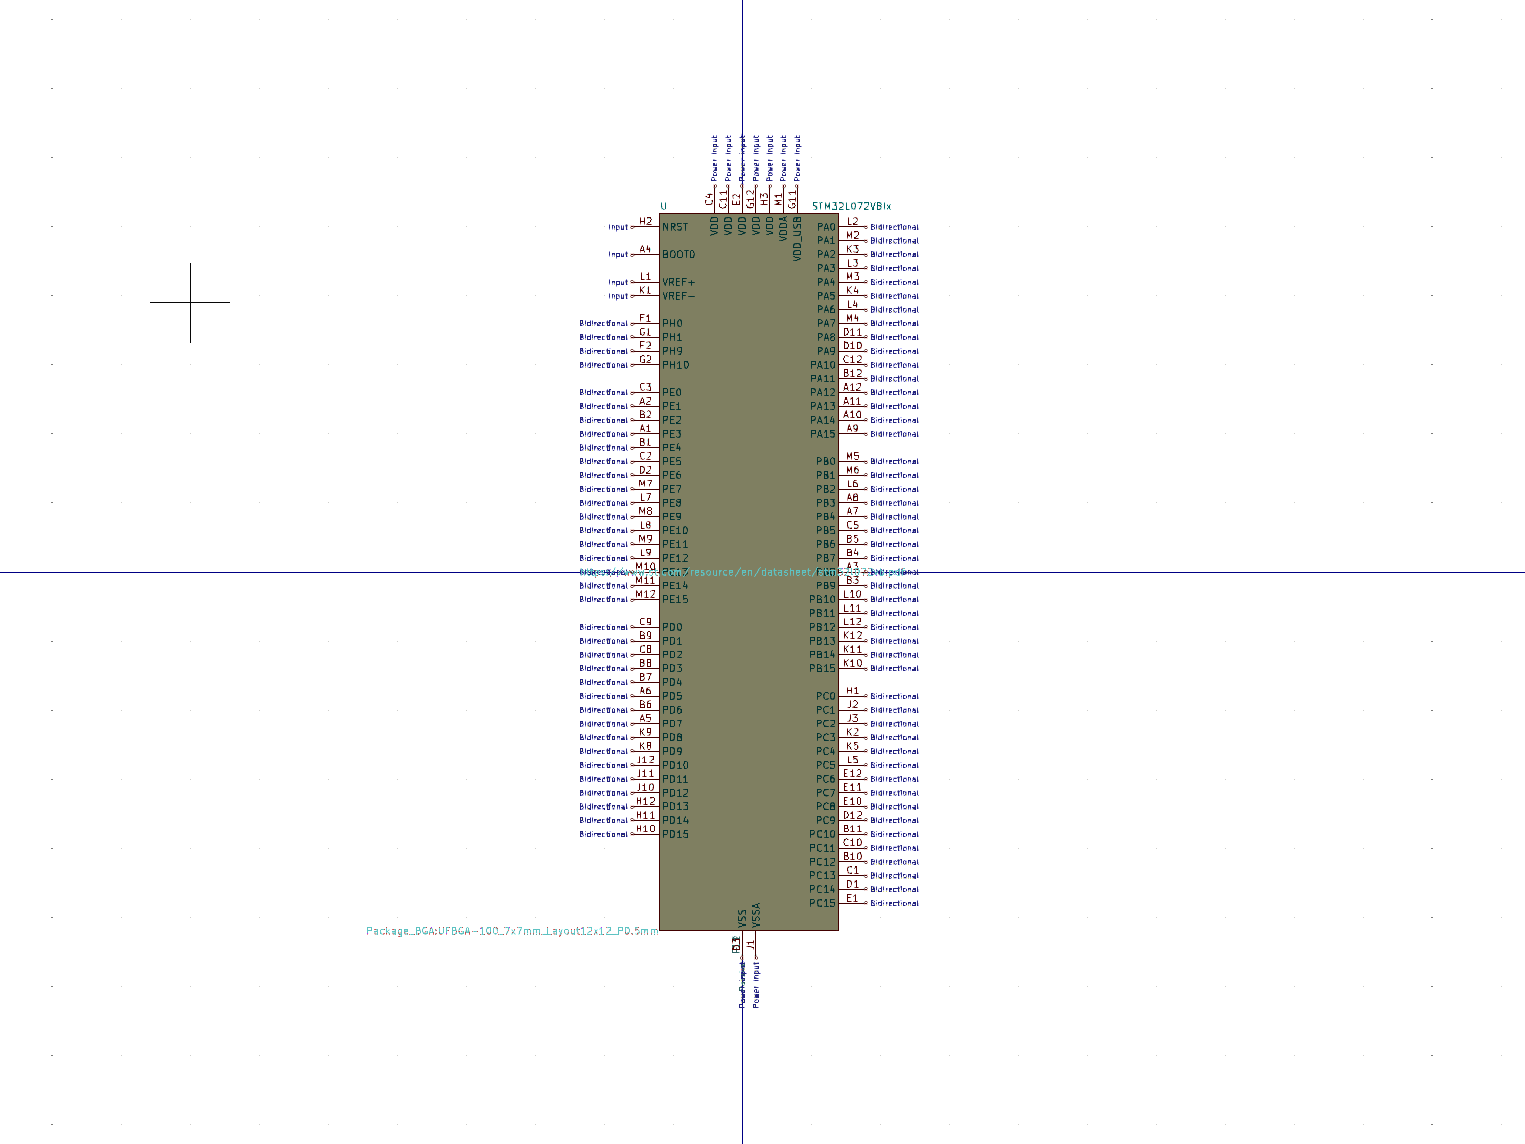 Power Input Power Input Power Input Power Input Power Input Power Input Power Input
C4 C11 E2 G12 H3 M1 G11
U STM32L072VBIx
VDD VDD VDD VDD VDD VDDA VDD_USB
Input H2 NRST PA0 L2 Bidirectional
PA1 M2 Bidirectional
Input A4 BOOT0 PA2 K3 Bidirectional
PA3 L3 Bidirectional
Input L1 VREF+ PA4 M3 Bidirectional
Input K1 VREF- PA5 K4 Bidirectional
PA6 L4 Bidirectional
Bidirectional F1 PH0 PA7 M4 Bidirectional
Bidirectional G1 PH1 PA8 D11 Bidirectional
Bidirectional F2 PH9 PA9 D10 Bidirectional
Bidirectional G2 PH10 PA10 C12 Bidirectional
PA11 B12 Bidirectional
Bidirectional C3 PE0 PA12 A12 Bidirectional
Bidirectional A2 PE1 PA13 A11 Bidirectional
Bidirectional B2 PE2 PA14 A10 Bidirectional
Bidirectional A1 PE3 PA15 A9 Bidirectional
Bidirectional B1 PE4
Bidirectional C2 PE5 PB0 M5 Bidirectional
Bidirectional D2 PE6 PB1 M6 Bidirectional
Bidirectional M7 PE7 PB2 L6 Bidirectional
Bidirectional L7 PE8 PB3 A8 Bidirectional
Bidirectional M8 PE9 PB4 A7 Bidirectional
Bidirectional L8 PE10 PB5 C5 Bidirectional
Bidirectional M9 PE11 PB6 B5 Bidirectional
Bidirectional L9 PE12 PB7 B4 Bidirectional
M10 /resource/en/datasheet/ A3
Bidirectional M11 PE14 PB9 B3 Bidirectional
Bidirectional M12 PE15 PB10 L10 Bidirectional
PB11 L11 Bidirectional
Bidirectional C9 PD0 PB12 L12 Bidirectional
Bidirectional B9 PD1 PB13 K12 Bidirectional
Bidirectional C8 PD2 PB14 K11 Bidirectional
Bidirectional B8 PD3 PB15 K10 Bidirectional
Bidirectional B7 PD4
Bidirectional A6 PD5 PC0 H1 Bidirectional
Bidirectional B6 PD6 PC1 J2 Bidirectional
Bidirectional A5 PD7 PC2 J3 Bidirectional
Bidirectional K9 PD8 PC3 K2 Bidirectional
Bidirectional K8 PD9 PC4 K5 Bidirectional
Bidirectional J12 PD10 PC5 L5 Bidirectional
Bidirectional J11 PD11 PC6 E12 Bidirectional
Bidirectional J10 PD12 PC7 E11 Bidirectional
Bidirectional H12 PD13 PC8 E10 Bidirectional
Bidirectional H11 PD14 PC9 D12 Bidirectional
Bidirectional H10 PD15 PC10 B11 Bidirectional
PC11 C10 Bidirectional
PC12 B10 Bidirectional
PC13 C1 Bidirectional
PC14 D1 Bidirectional
PC15 E1 Bidirectional
VSS VSSA
Package_BGA:UFBGA-100_7x7mm_Layout12x12_P0.5mm
J1
Power Input